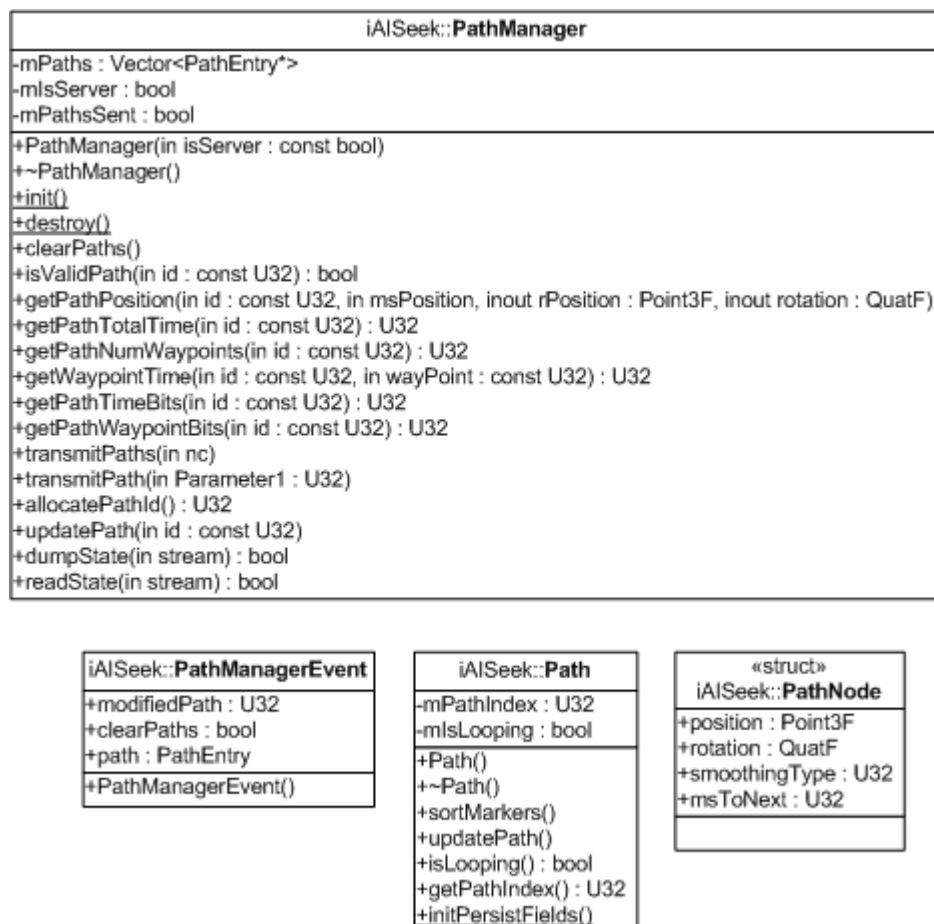 iAISeek::PathManager
-mPaths : Vector<PathEntry*>
-mIsServer : bool
-mPathsSent : bool
+PathManager(in isServer : const bool)
+~PathManager()
+init()
+destroy()
+clearPaths()
+isValidPath(in id : const U32) : bool
+getPathPosition(in id : const U32, in msPosition, inout rPosition : Point3F, inout rotation : QuatF)
+getPathTotalTime(in id : const U32) : U32
+getPathNumWaypoints(in id : const U32) : U32
+getWaypointTime(in id : const U32, in wayPoint : const U32) : U32
+getPathTimeBits(in id : const U32) : U32
+getPathWaypointBits(in id : const U32) : U32
+transmitPaths(in nc)
+transmitPath(in Parameter1 : U32)
+allocatePathId() : U32
+updatePath(in id : const U32)
+dumpState(in stream) : bool
+readState(in stream) : bool
iAISeek::PathManagerEvent
+modifiedPath : U32
+clearPaths : bool
+path : PathEntry
+PathManagerEvent()
iAISeek::Path
-mPathIndex : U32
-mIsLooping : bool
+Path()
+~Path()
+sortMarkers()
+updatePath()
+isLooping() : bool
+getPathIndex() : U32
+initPersistFields()
«struct»
iAISeek::PathNode
+position : Point3F
+rotation : QuatF
+smoothingType : U32
+msToNext : U32